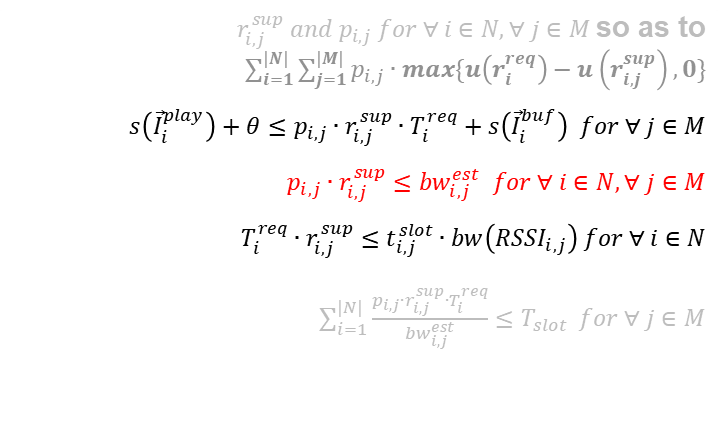 r_{i,j}^{sup} and p_{i,j} for ∀ i ∈ N, ∀ j ∈ M so as to
∑_{i=1}^{|N|} ∑_{j=1}^{|M|} p_{i,j} · max{u(r_i^{req}) − u(r_{i,j}^{sup}), 0}
s(I⃗_i^{play}) + θ ≤ p_{i,j} · r_{i,j}^{sup} · T_i^{req} + s(I⃗_i^{buf}) for ∀ j ∈ M
p_{i,j} · r_{i,j}^{sup} ≤ bw_{i,j}^{est} for ∀ i ∈ N, ∀ j ∈ M
T_i^{req} · r_{i,j}^{sup} ≤ t_{i,j}^{slot} · bw(RSSI_{i,j}) for ∀ i ∈ N
∑_{i=1}^{|N|} \frac{p_{i,j}·r_{i,j}^{sup}·T_i^{req}}{bw_{i,j}^{est}} ≤ T_{slot} for ∀ j ∈ M